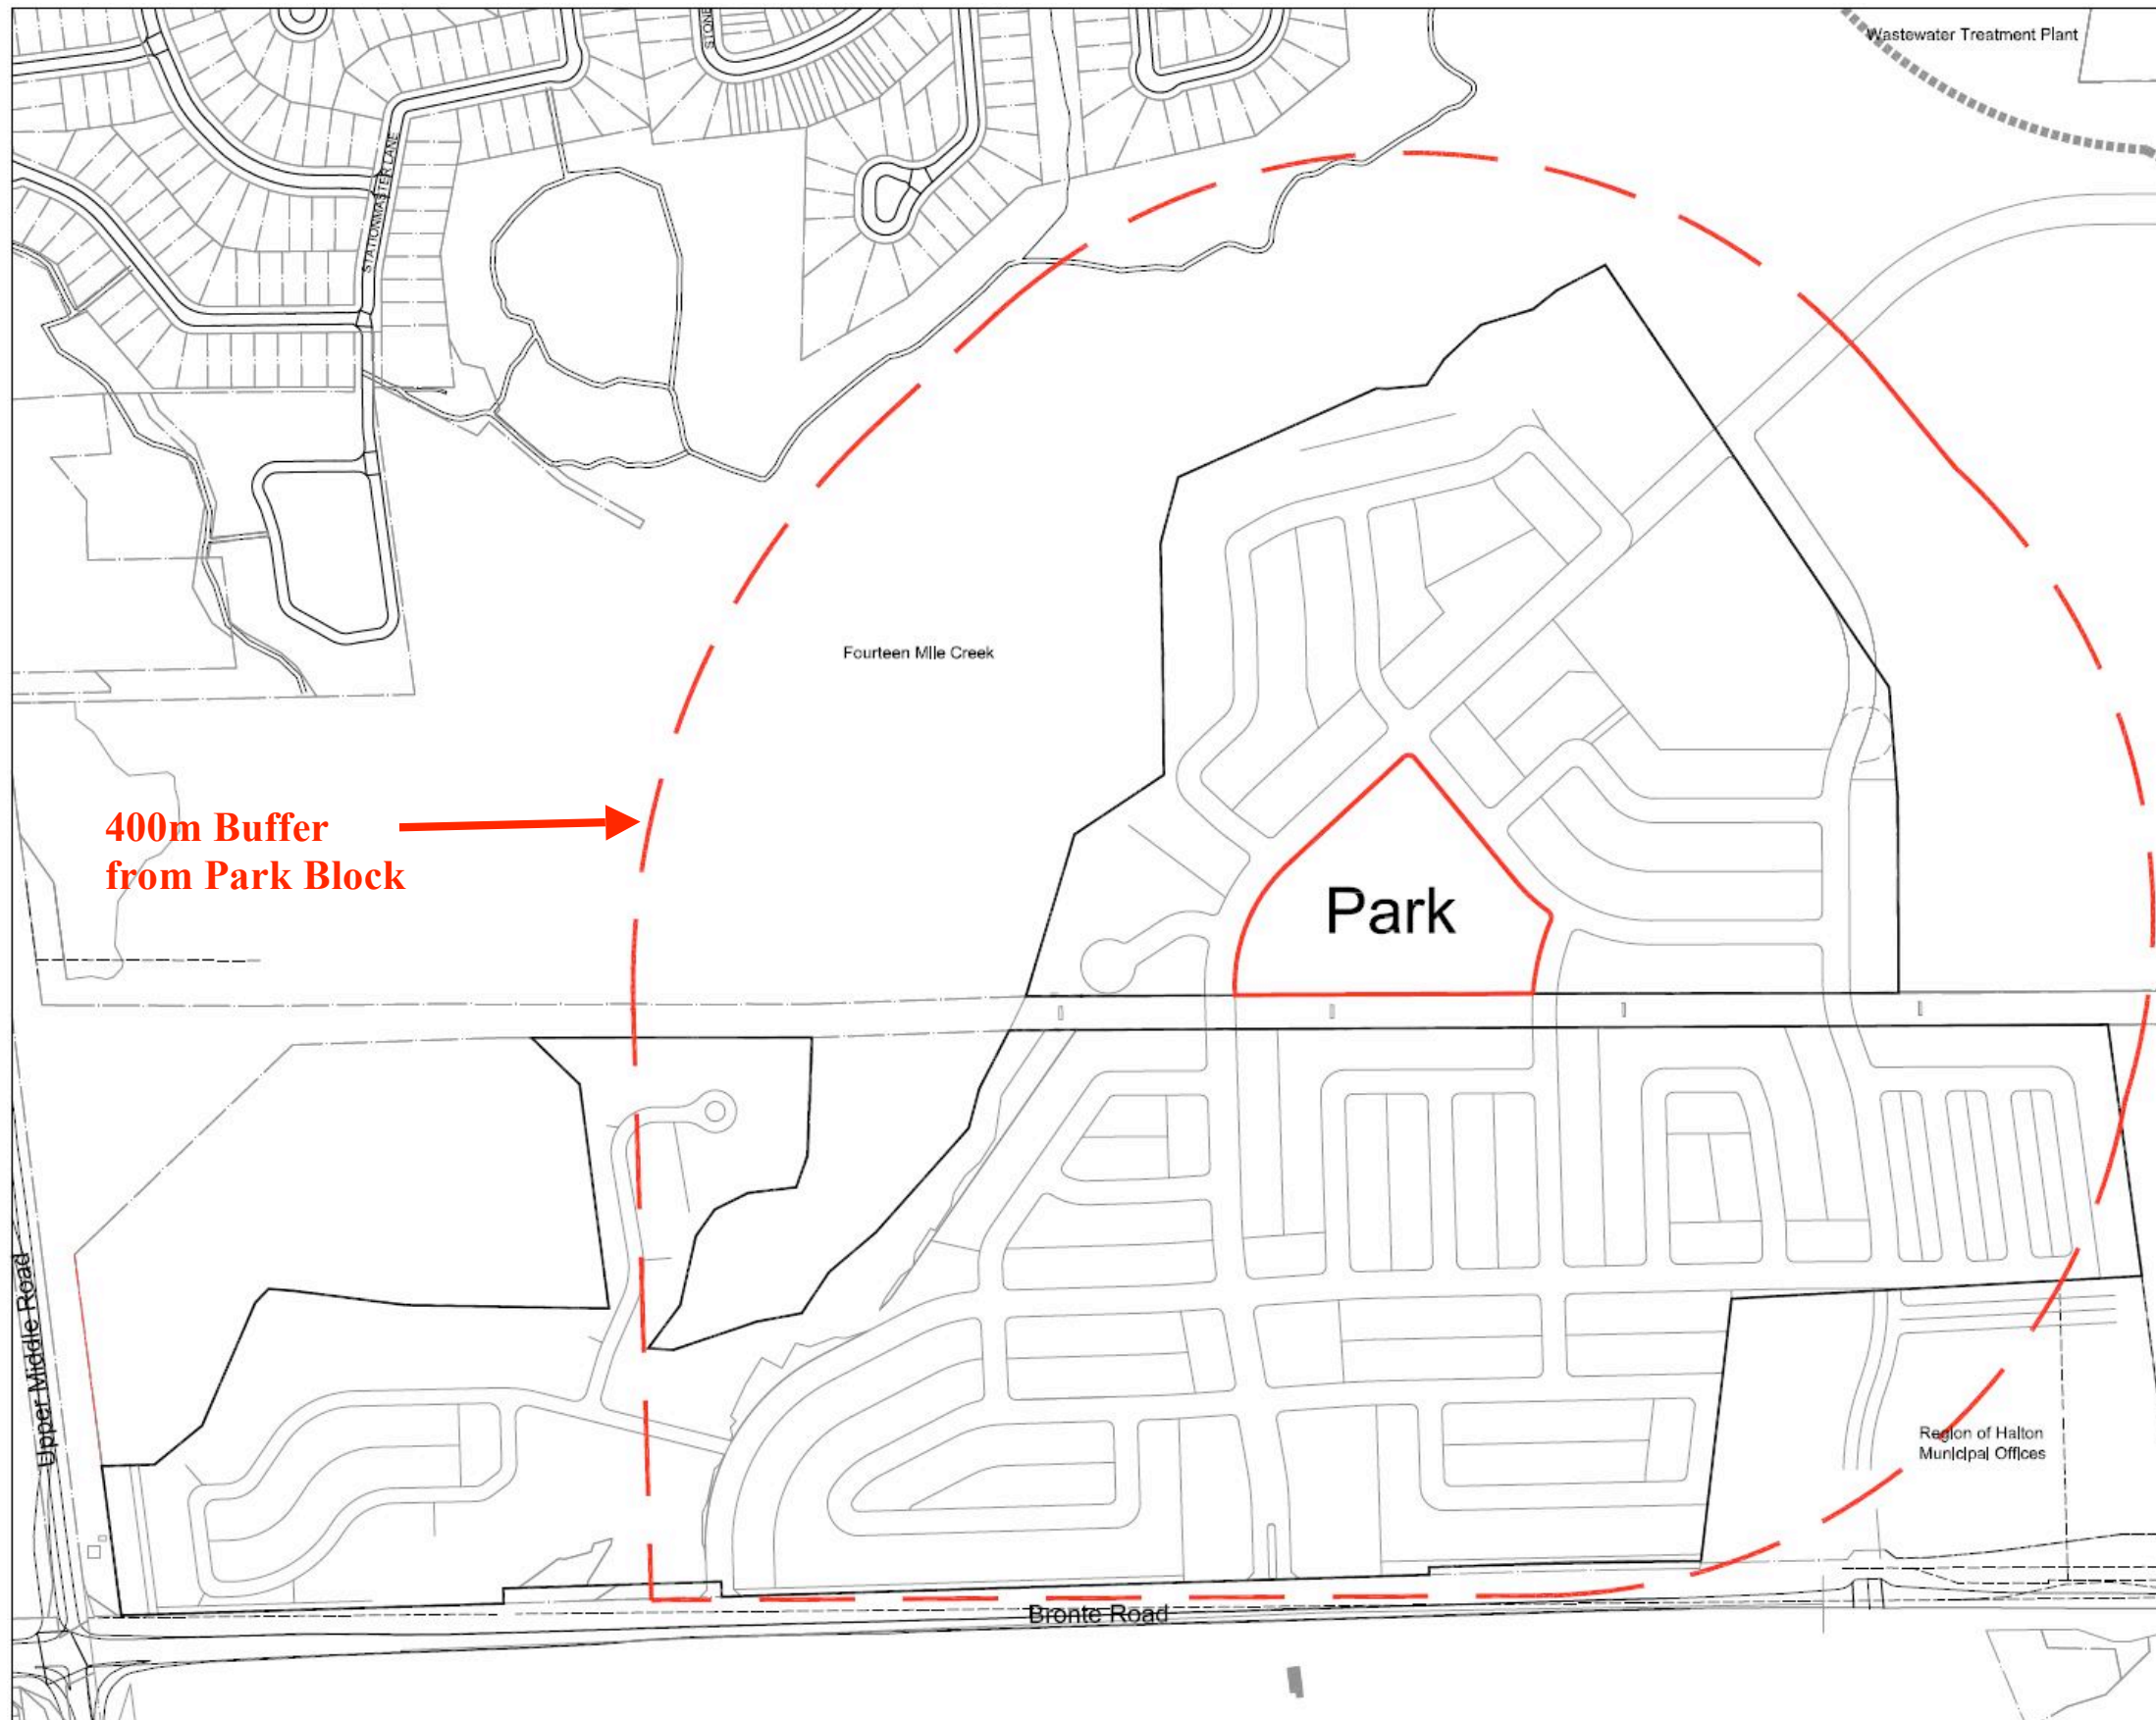 STONE
Wastewater Treatment Plant
STATIONMASTER LANE
Fourteen Mile Creek
400m Buffer
from Park Block
Park
Upper Middle Road
Region of Halton
Municipal Offices
Bronte Road